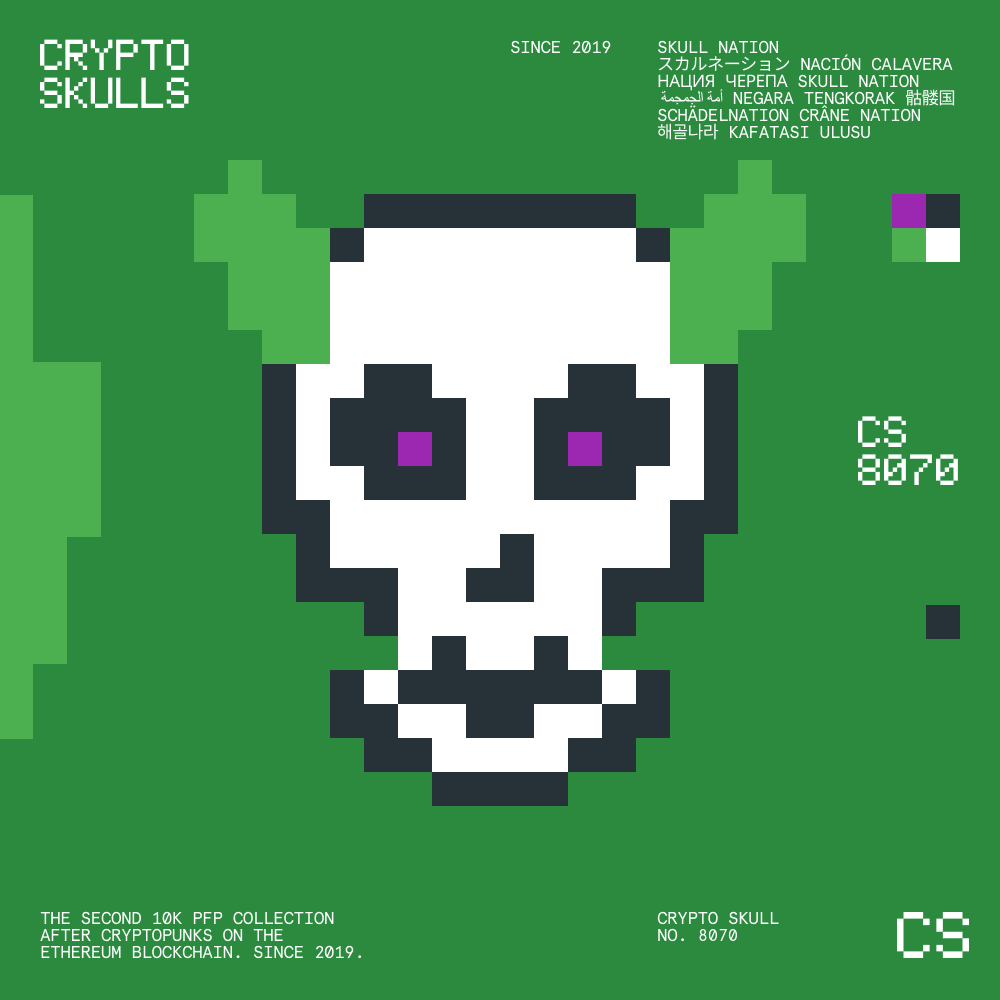 CRYPTO
SKULLS
SINCE 2019
SKULL NATION
スカルネーション NACIÓN CALAVERA
НАЦИЯ ЧЕРЕПА SKULL NATION
أمة الجمجمة NEGARA TENGKORAK 骷髅国
SCHÄDELNATION CRÂNE NATION
해골나라 KAFATASI ULUSU
CS
8070
THE SECOND 10K PFP COLLECTION
AFTER CRYPTOPUNKS ON THE
ETHEREUM BLOCKCHAIN. SINCE 2019.
CRYPTO SKULL
NO. 8070
CS